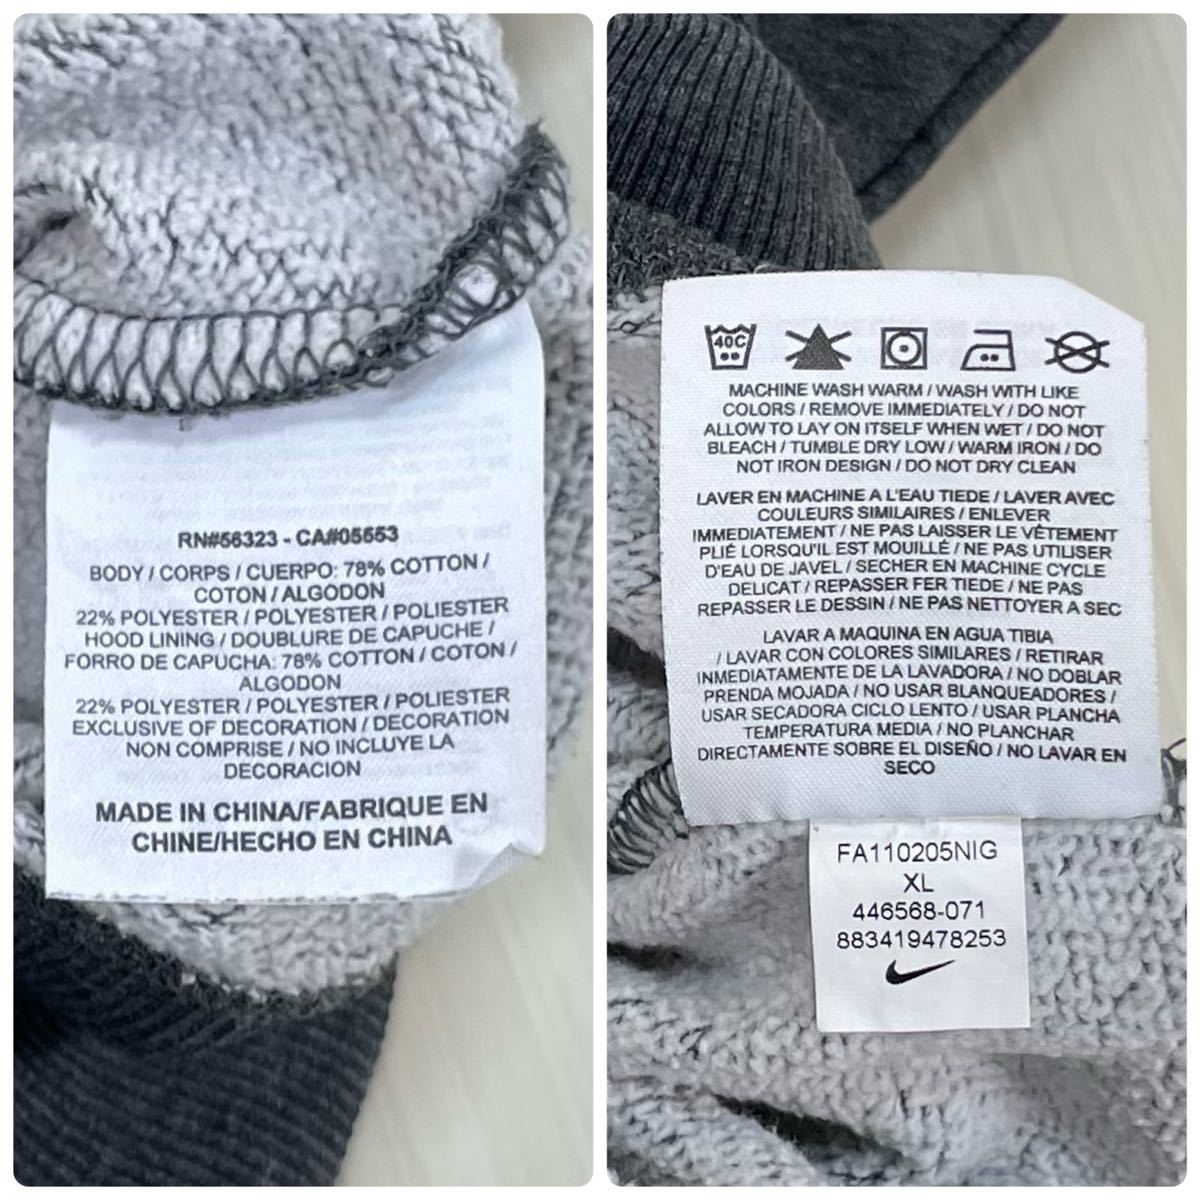 RN#56323 - CA#05553
BODY / CORPS / CUERPO: 78% COTTON /
COTON / ALGODON
22% POLYESTER / POLYESTER / POLIESTER
HOOD LINING / DOUBLURE DE CAPUCHE /
FORRO DE CAPUCHA: 78% COTTON / COTON /
ALGODON
22% POLYESTER / POLYESTER / POLIESTER
EXCLUSIVE OF DECORATION / DECORATION
NON COMPRISE / NO INCLUYE LA
DECORACION
MADE IN CHINA/FABRIQUE EN
CHINE/HECHO EN CHINA
40C
MACHINE WASH WARM / WASH WITH LIKE
COLORS / REMOVE IMMEDIATELY / DO NOT
ALLOW TO LAY ON ITSELF WHEN WET / DO NOT
BLEACH / TUMBLE DRY LOW / WARM IRON / DO
NOT IRON DESIGN / DO NOT DRY CLEAN
LAVER EN MACHINE A L'EAU TIEDE / LAVER AVEC
COULEURS SIMILAIRES / ENLEVER
IMMEDIATEMENT / NE PAS LAISSER LE VÊTEMENT
PLIÉ LORSQU'IL EST MOUILLÉ / NE PAS UTILISER
D'EAU DE JAVEL / SECHER EN MACHINE CYCLE
DELICAT / REPASSER FER TIEDE / NE PAS
REPASSER LE DESSIN / NE PAS NETTOYER A SEC
LAVAR A MAQUINA EN AGUA TIBIA
/ LAVAR CON COLORES SIMILARES / RETIRAR
INMEDIATAMENTE DE LA LAVADORA / NO DOBLAR
PRENDA MOJADA / NO USAR BLANQUEADORES /
USAR SECADORA CICLO LENTO / USAR PLANCHA
TEMPERATURA MEDIA / NO PLANCHAR
DIRECTAMENTE SOBRE EL DISEÑO / NO LAVAR EN
SECO
FA110205NIG
XL
446568-071
883419478253